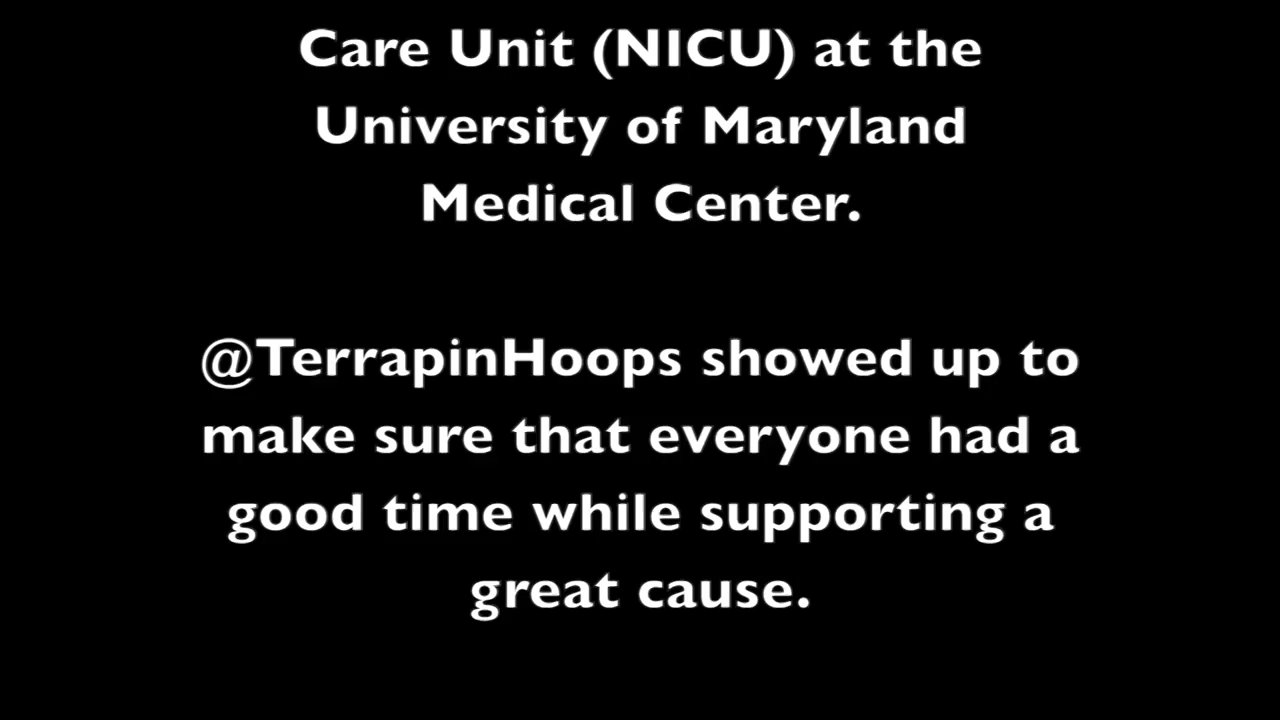 Care Unit (NICU) at the
University of Maryland
Medical Center.
@TerrapinHoops showed up to
make sure that everyone had a
good time while supporting a
great cause.